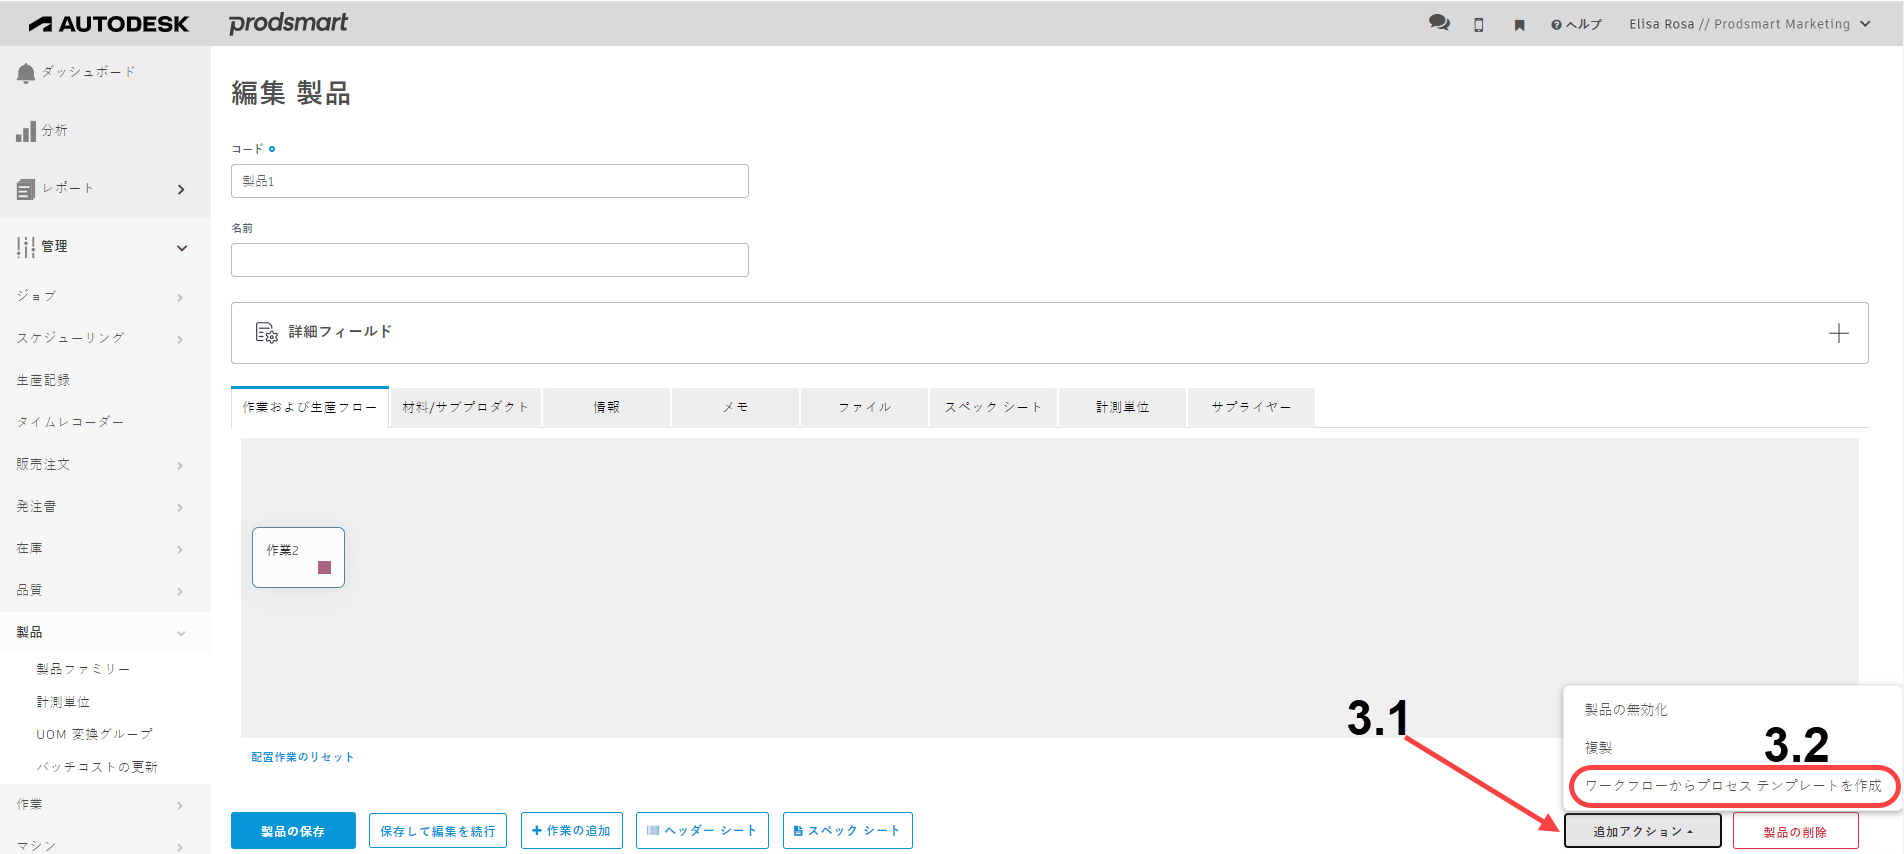 AUTODESK
prodsmart
ヘルプ
Elisa Rosa // Prodsmart Marketing
ダッシュボード
分析
レポート
管理
ジョブ
スケジューリング
生産記録
タイムレコーダー
販売注文
発注書
在庫
品質
製品
製品ファミリー
計測単位
UOM 変換グループ
バッチコストの更新
作業
マシン
編集 製品
コード
製品1
名前
詳細フィールド
作業および生産フロー
材料/サブプロダクト
情報
メモ
ファイル
スペック シート
計測単位
サプライヤー
作業2
配置作業のリセット
3.1
製品の無効化
複製
3.2
ワークフローからプロセス テンプレートを作成
製品の保存
保存して編集を続行
作業の追加
ヘッダー シート
スペック シート
追加アクション
製品の削除